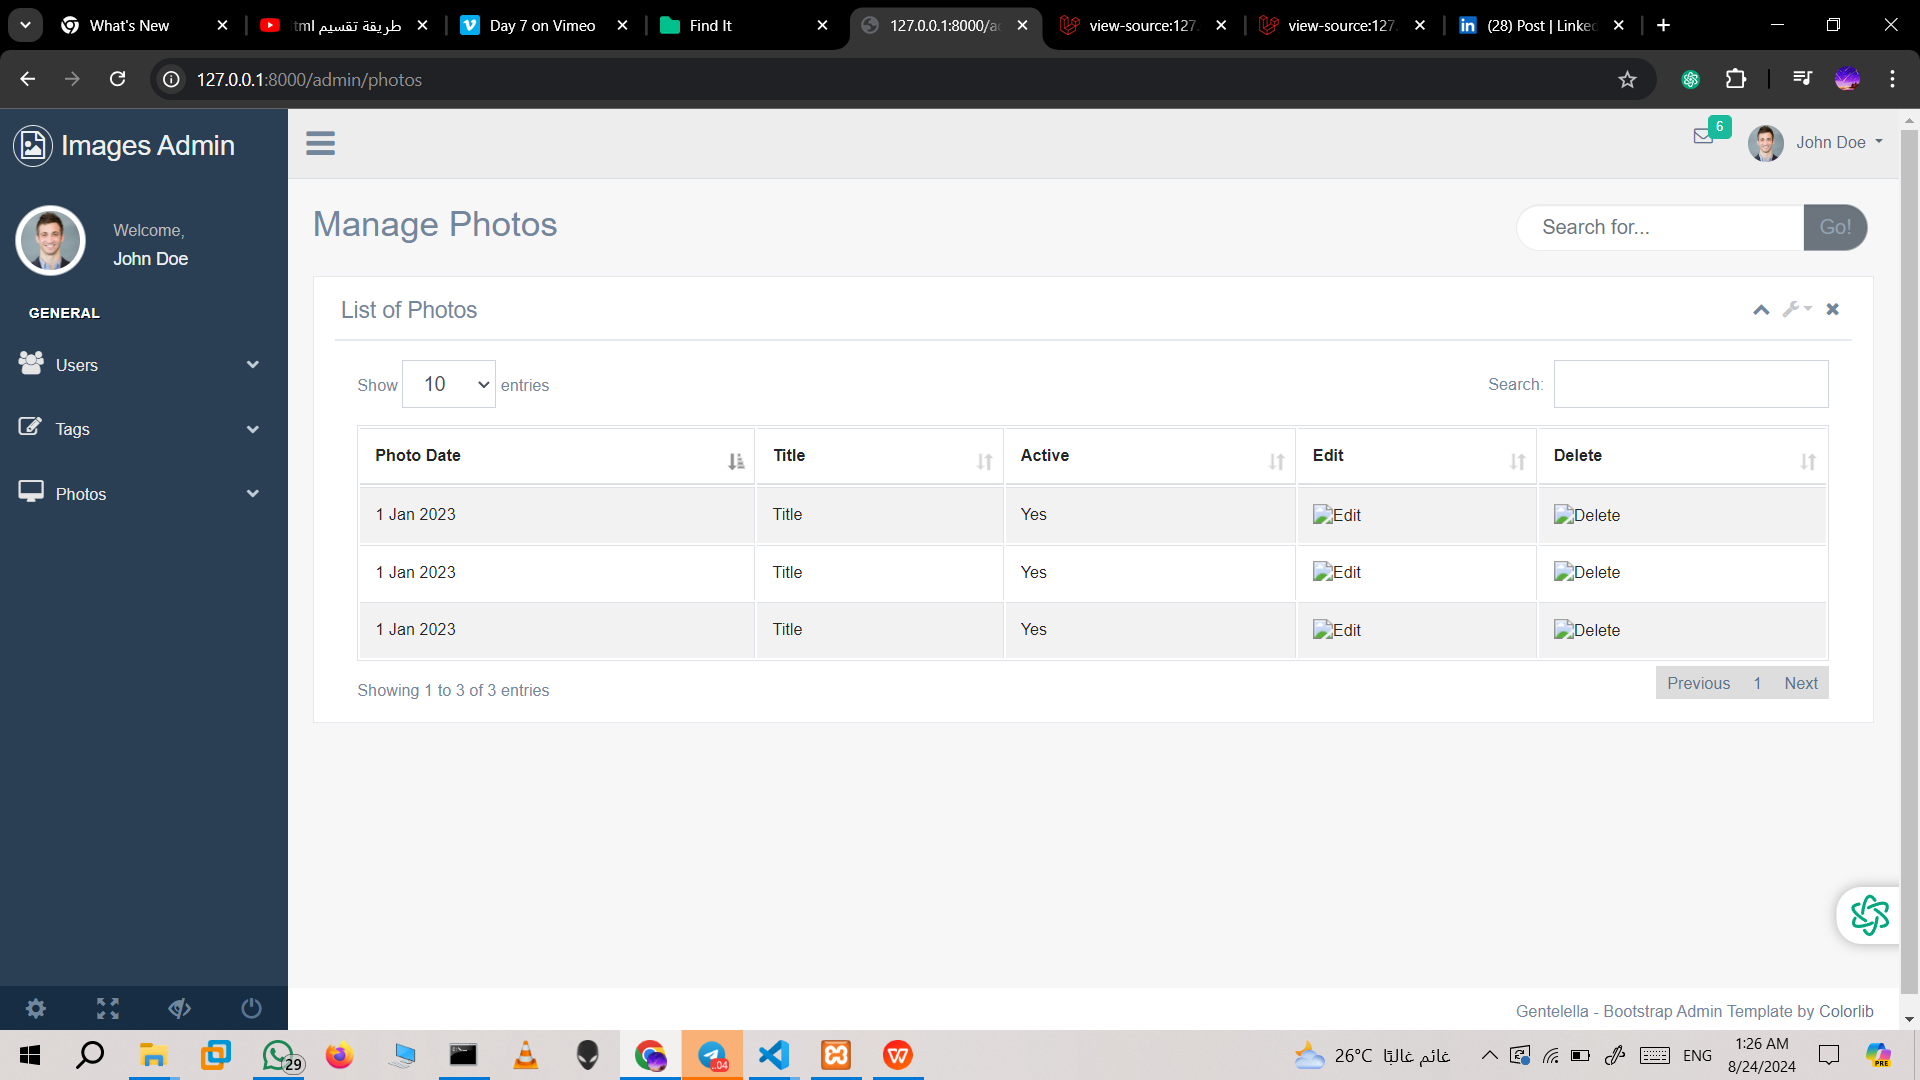 What's New
طريقة تقسيم html
Day 7 on Vimeo
Find It
127.0.0.1:8000/a
view-source:127.
view-source:127.
(28) Post | Linke
127.0.0.1:8000/admin/photos
Images Admin
6
John Doe
Welcome,
John Doe
Manage Photos
Search for...
Go!
GENERAL
Users
Tags
Photos
List of Photos
Show 10 entries
Search:
Photo Date Title Active Edit Delete
1 Jan 2023 Title Yes Edit Delete
1 Jan 2023 Title Yes Edit Delete
1 Jan 2023 Title Yes Edit Delete
Showing 1 to 3 of 3 entries
Previous 1 Next
Gentelella - Bootstrap Admin Template by Colorlib
29
..04
26°C غائم غالبًا
ENG
1:26 AM
8/24/2024
PRE